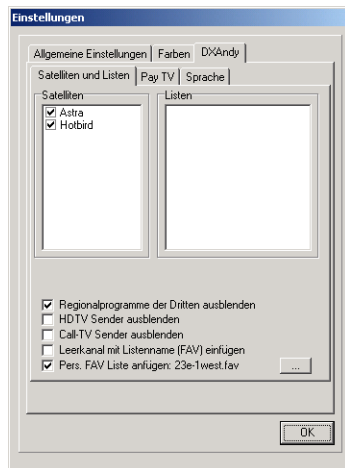 Einstellungen
Allgemeine Einstellungen Farben DXAndy
Satelliten und Listen Pay TV Sprache
Satelliten Listen
Astra
Hotbird
Regionalprogramme der Dritten ausblenden
HDTV Sender ausblenden
Call-TV Sender ausblenden
Leerkanal mit Listenname (FAV) einfügen
Pers. FAV Liste anfügen: 23e-1west.fav ...
OK